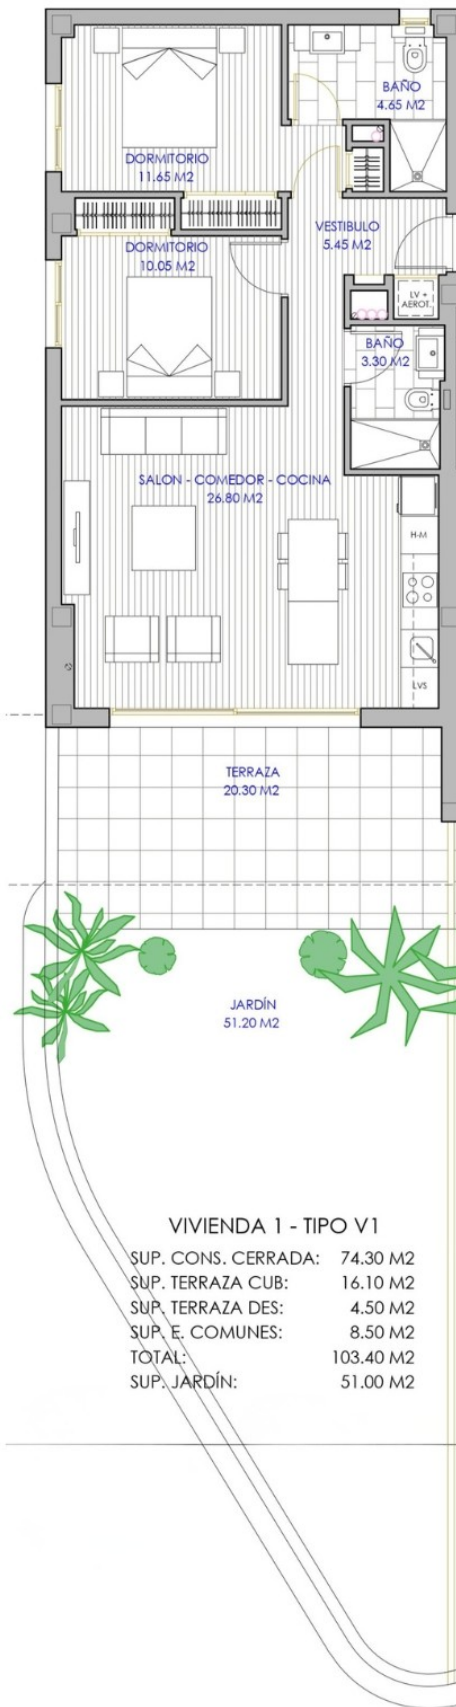 BAÑO
4.65 M2
DORMITORIO
11.65 M2
VESTIBULO
5.45 M2
DORMITORIO
10.05 M2
LV +
AEROT.
BAÑO
3.30 M2
SALON - COMEDOR - COCINA
26.80 M2
H-M
LVS
TERRAZA
20.30 M2
JARDÍN
51.20 M2
VIVIENDA 1 - TIPO V1
SUP. CONS. CERRADA: 74.30 M2
SUP. TERRAZA CUB: 16.10 M2
SUP. TERRAZA DES: 4.50 M2
SUP. E. COMUNES: 8.50 M2
TOTAL: 103.40 M2
SUP. JARDÍN: 51.00 M2